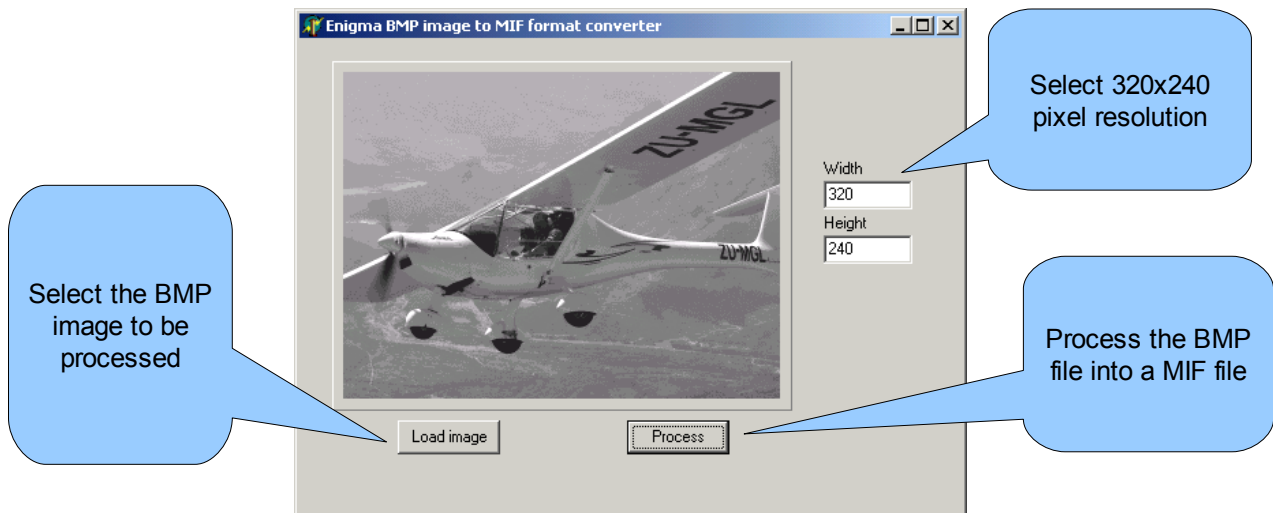 Enigma BMP image to MIF format converter
ZU-MGL
ZU-MGL
Width
320
Height
240
Load image
Process
Select 320x240
pixel resolution
Select the BMP
image to be
processed
Process the BMP
file into a MIF file